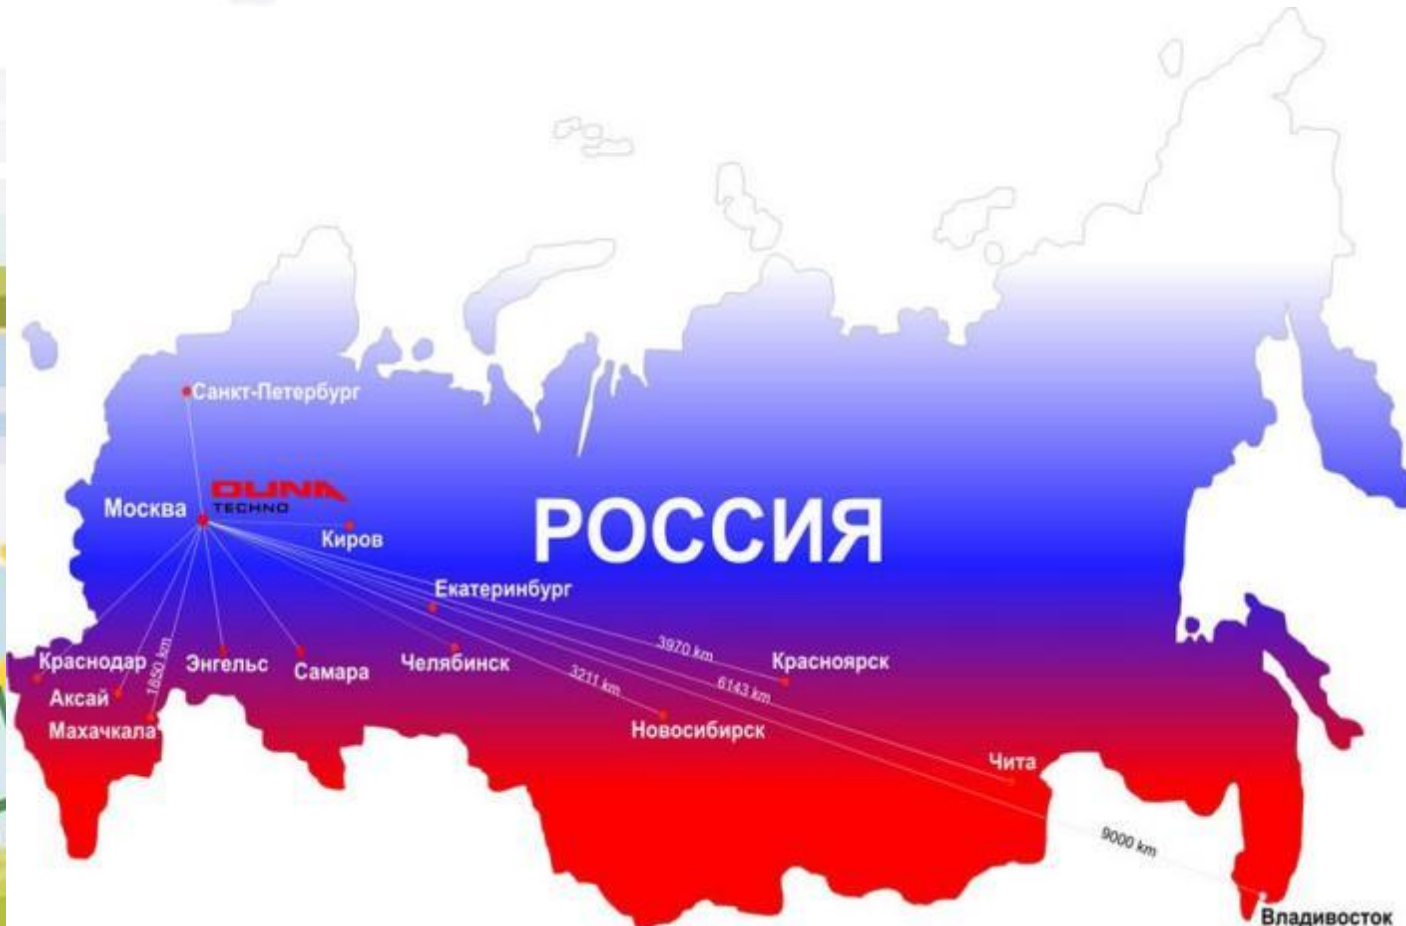 Санкт-Петербург
DUNA
TECHNO
Москва
РОССИЯ
Киров
Екатеринбург
3970 km
Краснодар
1850 km
Энгельс
Самара
Челябинск
Красноярск
3211 km
6143 km
Аксай
Махачкала
Новосибирск
Чита
9000 km
Владивосток